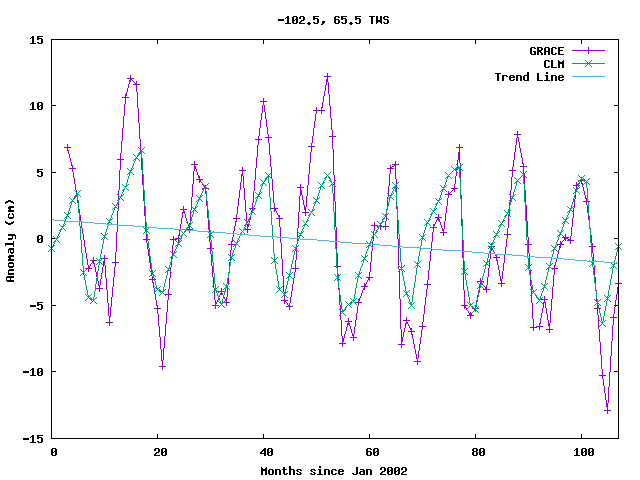 -102.5, 65.5 TWS
GRACE
CLM
Trend Line
15
10
5
0
-5
-10
-15
Anomaly (cm)
0 20 40 60 80 100
Months since Jan 2002